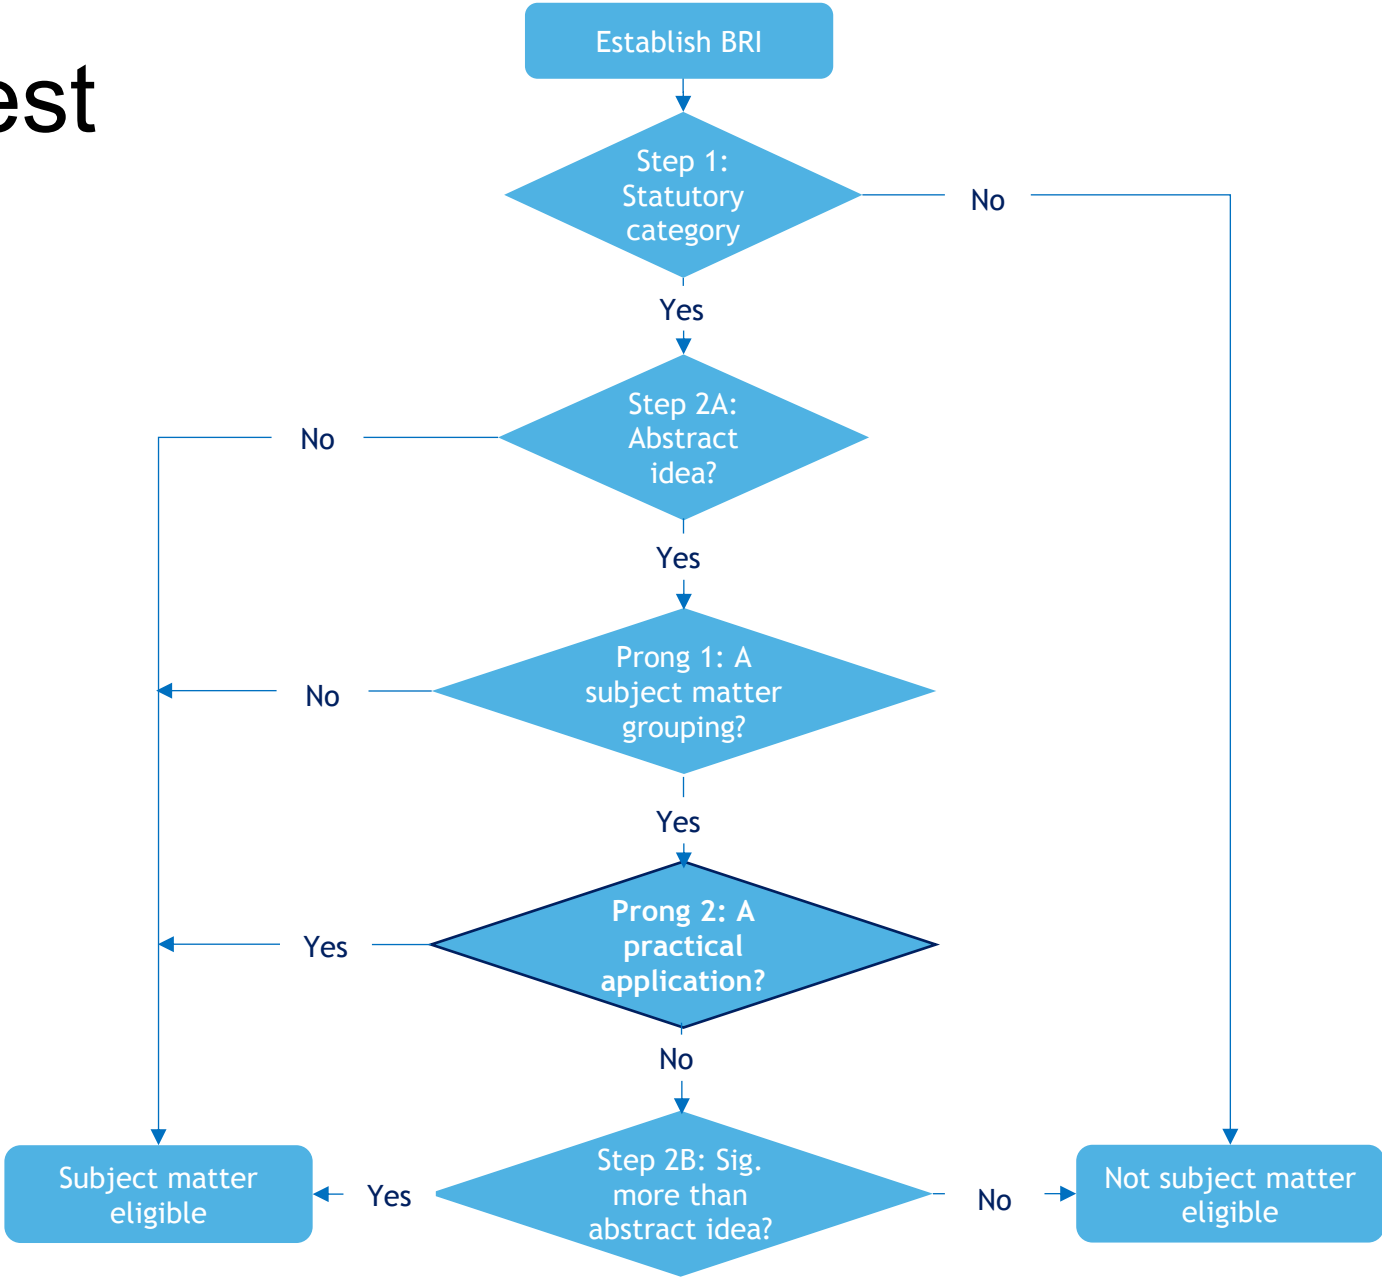 Establish BRI
est
Step 1:
Statutory
category
No
Yes
Step 2A:
Abstract
idea?
No
Yes
Prong 1: A
subject matter
grouping?
No
Yes
Prong 2: A
practical
application?
Yes
No
Subject matter
eligible
Yes
Step 2B: Sig.
more than
abstract idea?
No
Not subject matter
eligible